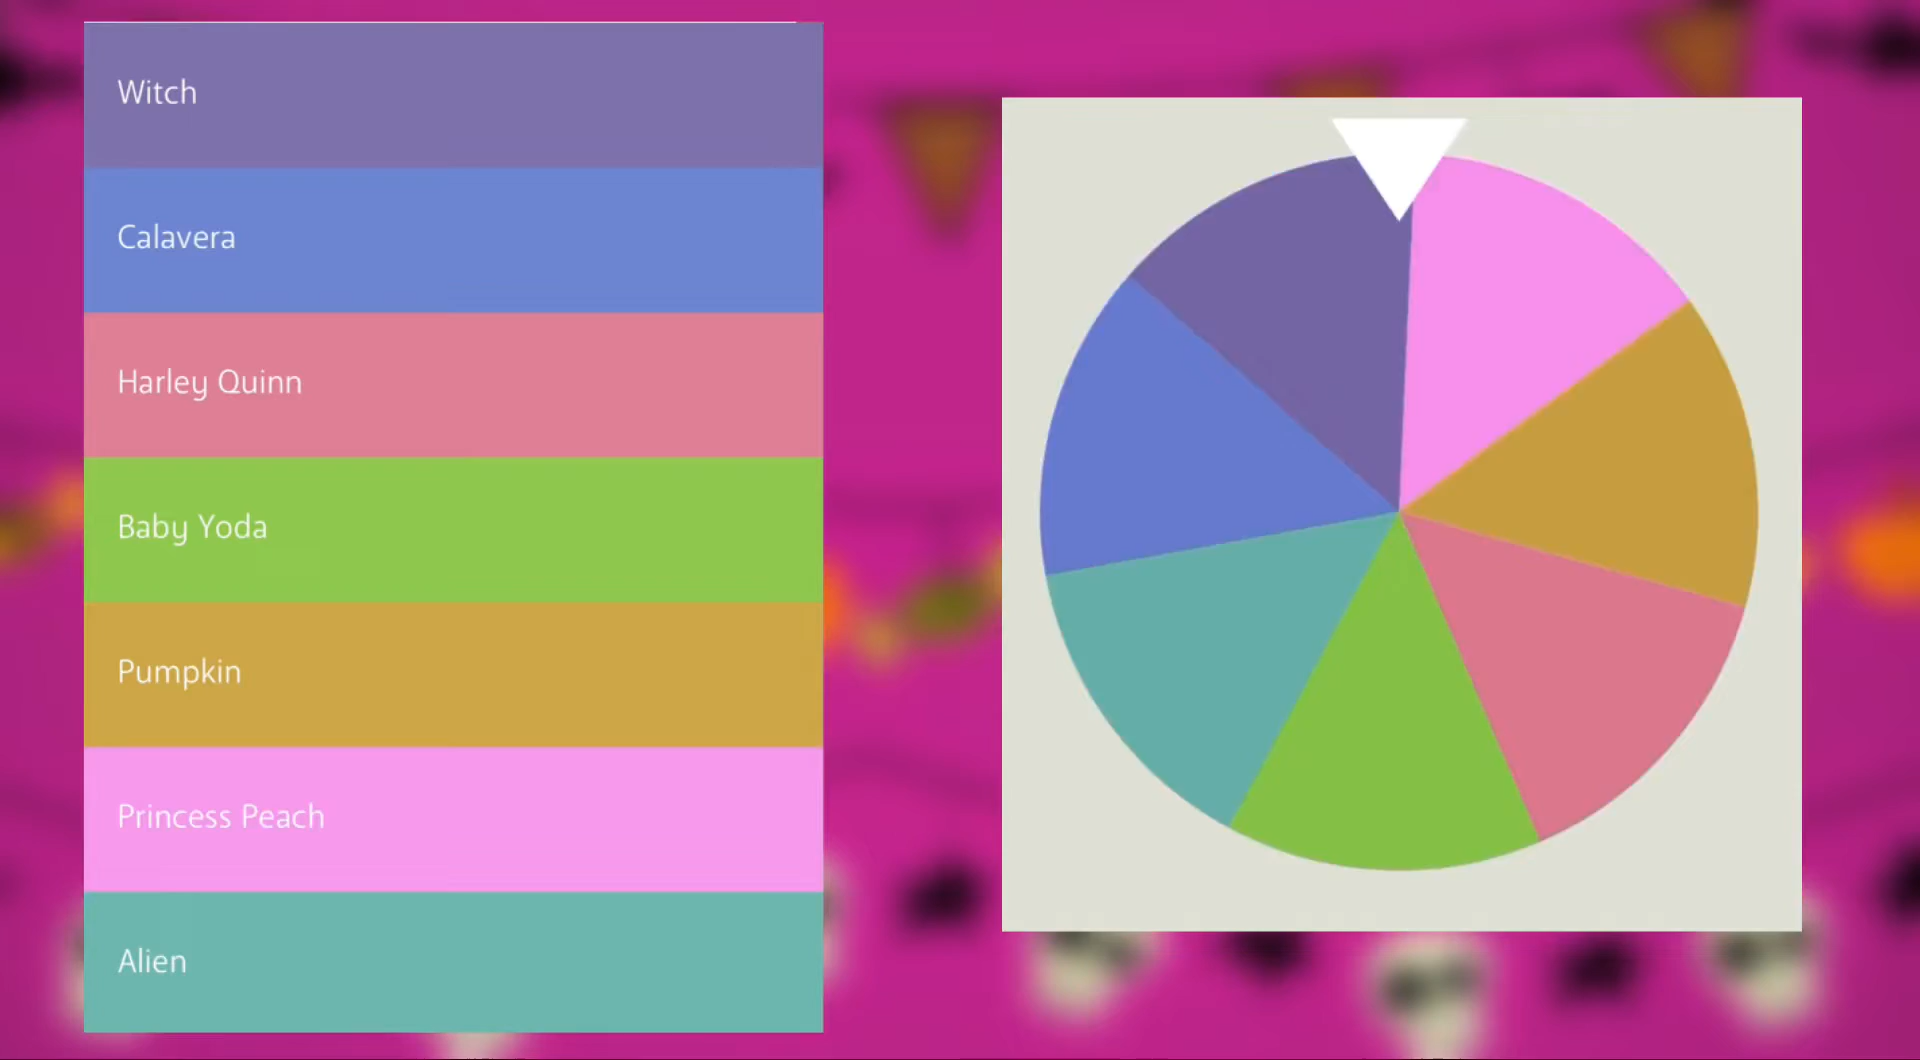 Witch
Calavera
Harley Quinn
Baby Yoda
Pumpkin
Princess Peach
Alien